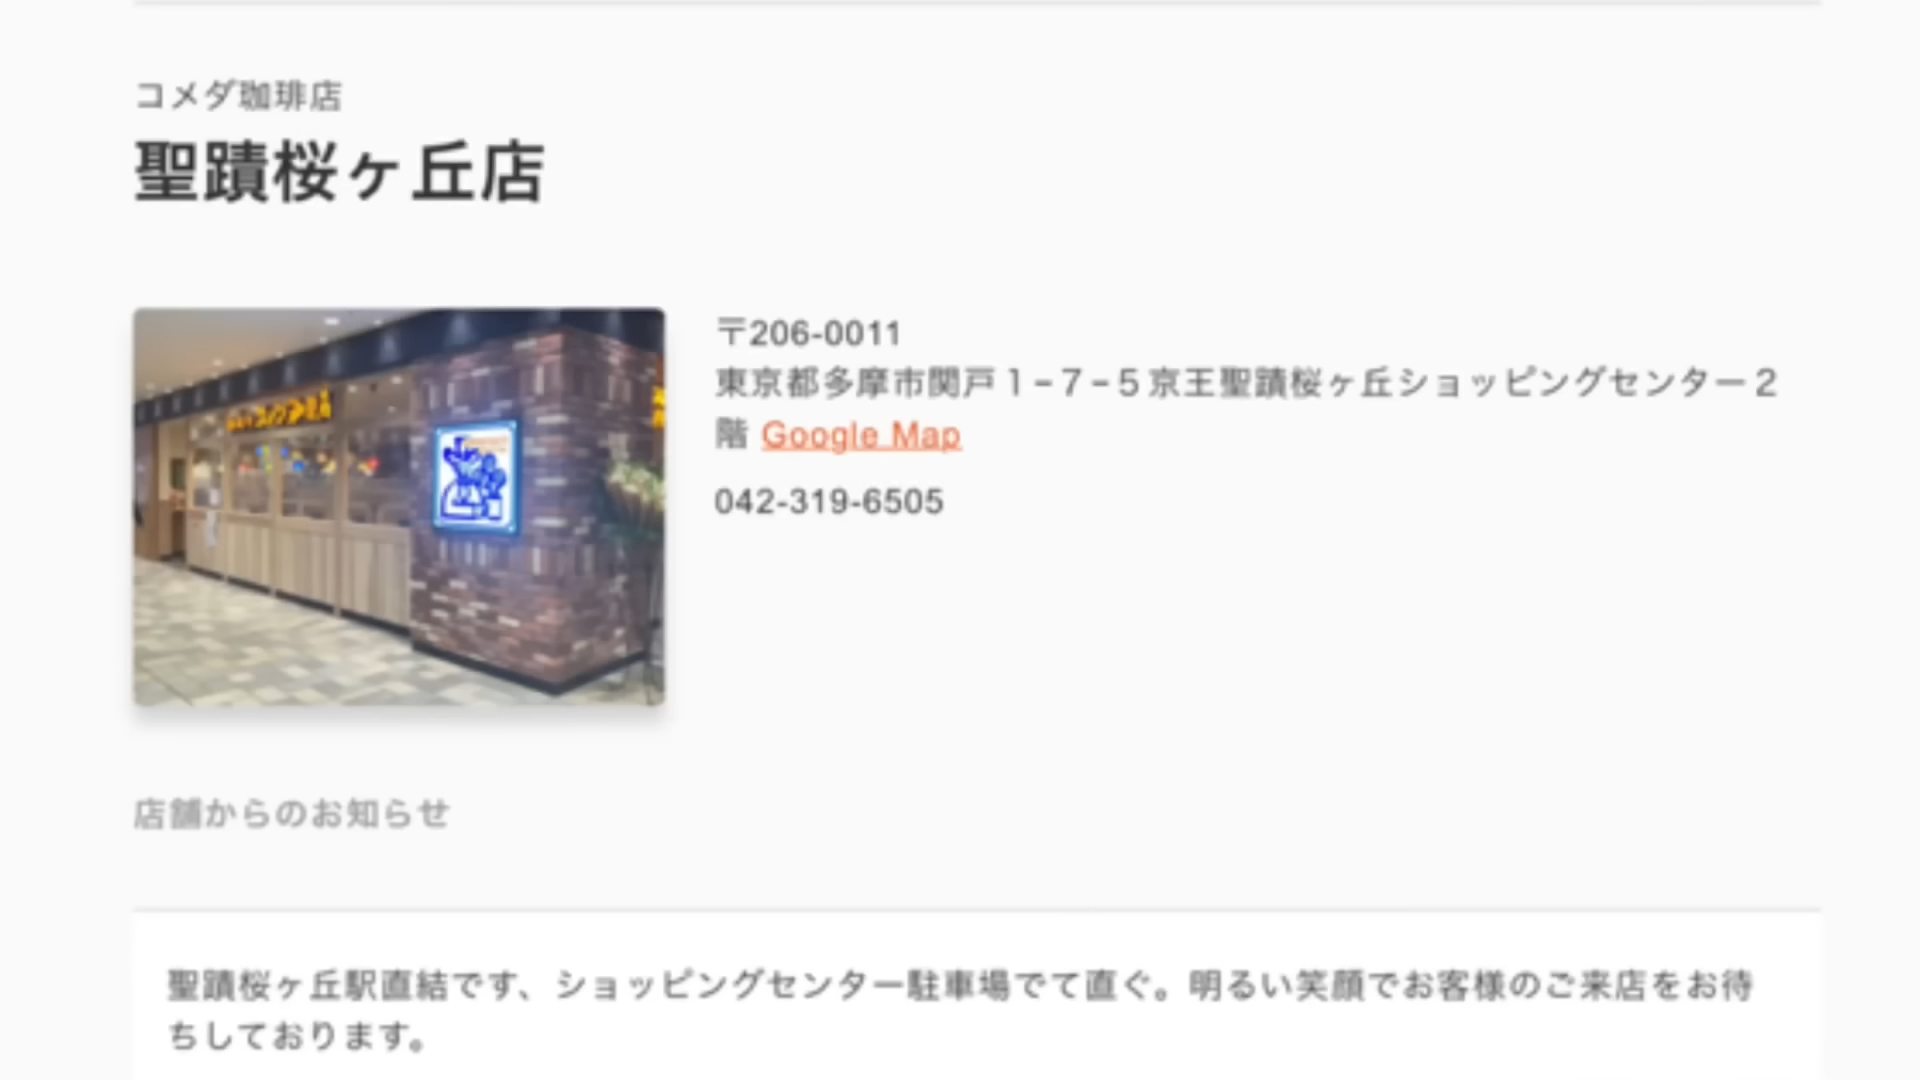 コメダ珈琲店
聖蹟桜ヶ丘店
〒206-0011
東京都多摩市関戸１−７−５京王聖蹟桜ヶ丘ショッピングセンター２
階 Google Map
042-319-6505
店舗からのお知らせ
聖蹟桜ヶ丘駅直結です、ショッピングセンター駐車場でて直ぐ。明るい笑顔でお客様のご来店をお待
ちしております。